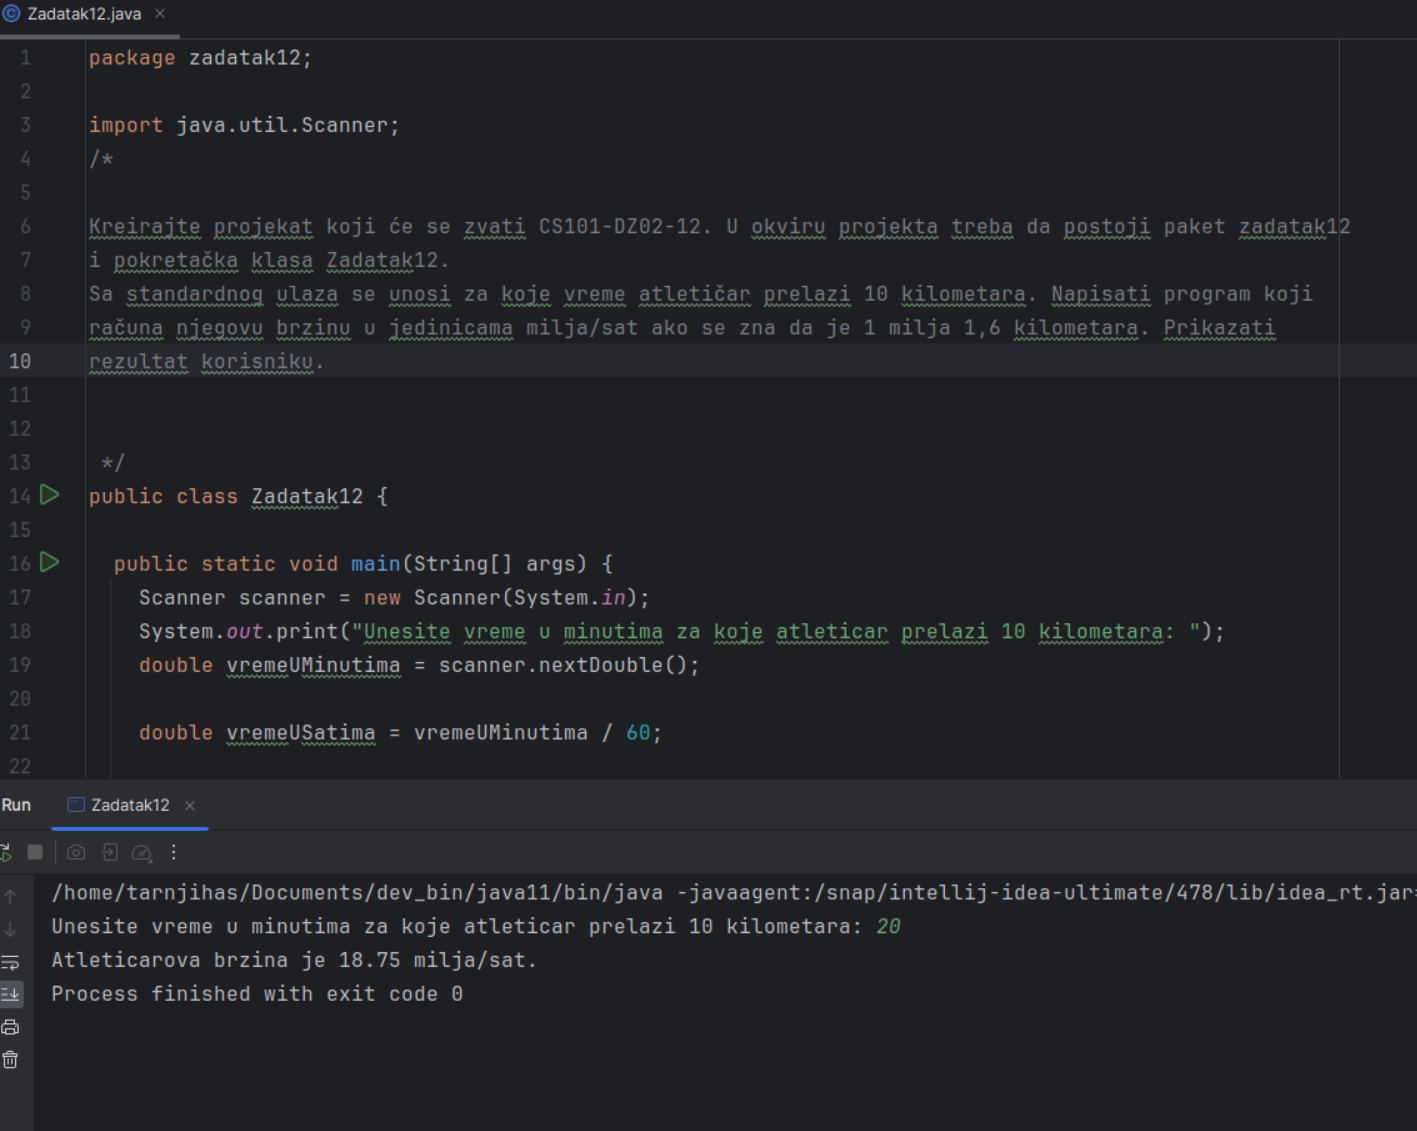 Zadatak12.java
1 package zadatak12;
2
3 import java.util.Scanner;
4 /*
5
6 Kreirajte projekat koji će se zvati CS101-DZ02-12. U okviru projekta treba da postoji paket zadatak12
7 i pokretačka klasa Zadatak12.
8 Sa standardnog ulaza se unosi za koje vreme atletičar prelazi 10 kilometara. Napisati program koji
9 računa njegovu brzinu u jedinicama milja/sat ako se zna da je 1 milja 1,6 kilometara. Prikazati
10 rezultat korisniku.
11
12
13 */
14 public class Zadatak12 {
15
16 public static void main(String[] args) {
17 Scanner scanner = new Scanner(System.in);
18 System.out.print("Unesite vreme u minutima za koje atleticar prelazi 10 kilometara: ");
19 double vremeUMinutima = scanner.nextDouble();
20
21 double vremeUSatima = vremeUMinutima / 60;
22
Run Zadatak12
/home/tarnjihas/Documents/dev_bin/java11/bin/java -javaagent:/snap/intellij-idea-ultimate/478/lib/idea_rt.jar=
Unesite vreme u minutima za koje atleticar prelazi 10 kilometara: 20
Atleticarova brzina je 18.75 milja/sat.
Process finished with exit code 0